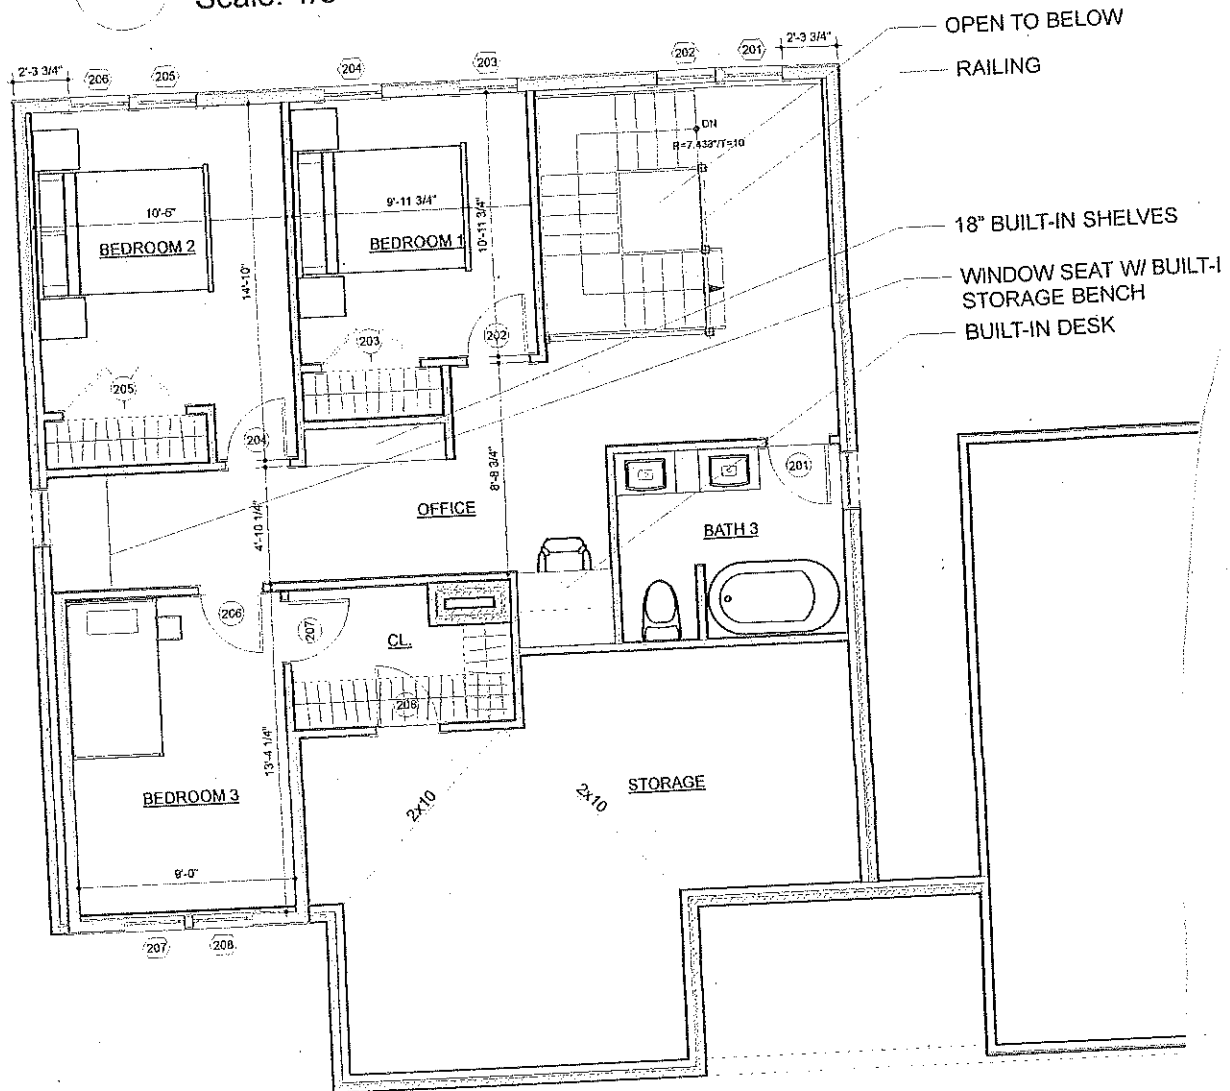 Scale: 1/8
OPEN TO BELOW
RAILING
2'-3 3/4"
206
205
204
203
202
201
2'-3 3/4"
DN
R=7.438"/T=10
10'-6"
9'-11 3/4"
BEDROOM 2
BEDROOM 1
10'-11 3/4"
14'-10"
18" BUILT-IN SHELVES
WINDOW SEAT W/ BUILT-I
STORAGE BENCH
BUILT-IN DESK
203
202
205
204
8'-8 3/4"
201
OFFICE
4'-10 1/4"
BATH 3
206
207
CL.
208
13'-4 1/4"
BEDROOM 3
2x10
2x10
STORAGE
9'-0"
207
208